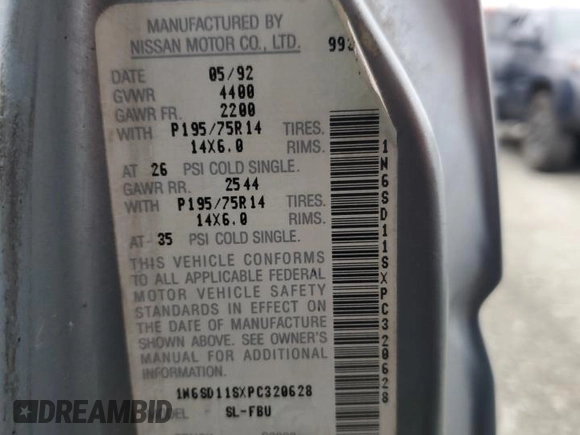 MANUFACTURED BY
NISSAN MOTOR CO., LTD.
DATE 05/92
GVWR 4400
GAWR FR. 2200
WITH P195/75R14 TIRES.
14X6.0 RIMS.
AT 26 PSI COLD SINGLE.
GAWR RR. 2544
WITH P195/75R14 TIRES.
14X6.0 RIMS.
AT 35 PSI COLD SINGLE.
THIS VEHICLE CONFORMS
TO ALL APPLICABLE FEDERAL
MOTOR VEHICLE SAFETY
STANDARDS IN EFFECT ON
THE DATE OF MANUFACTURE
SHOWN ABOVE. SEE OWNER'S
MANUAL FOR ADDITIONAL
INFORMATION.
1N6SD11SXPC320628
SL-FBU
1N6SD11SXPC320628
DREAMBID